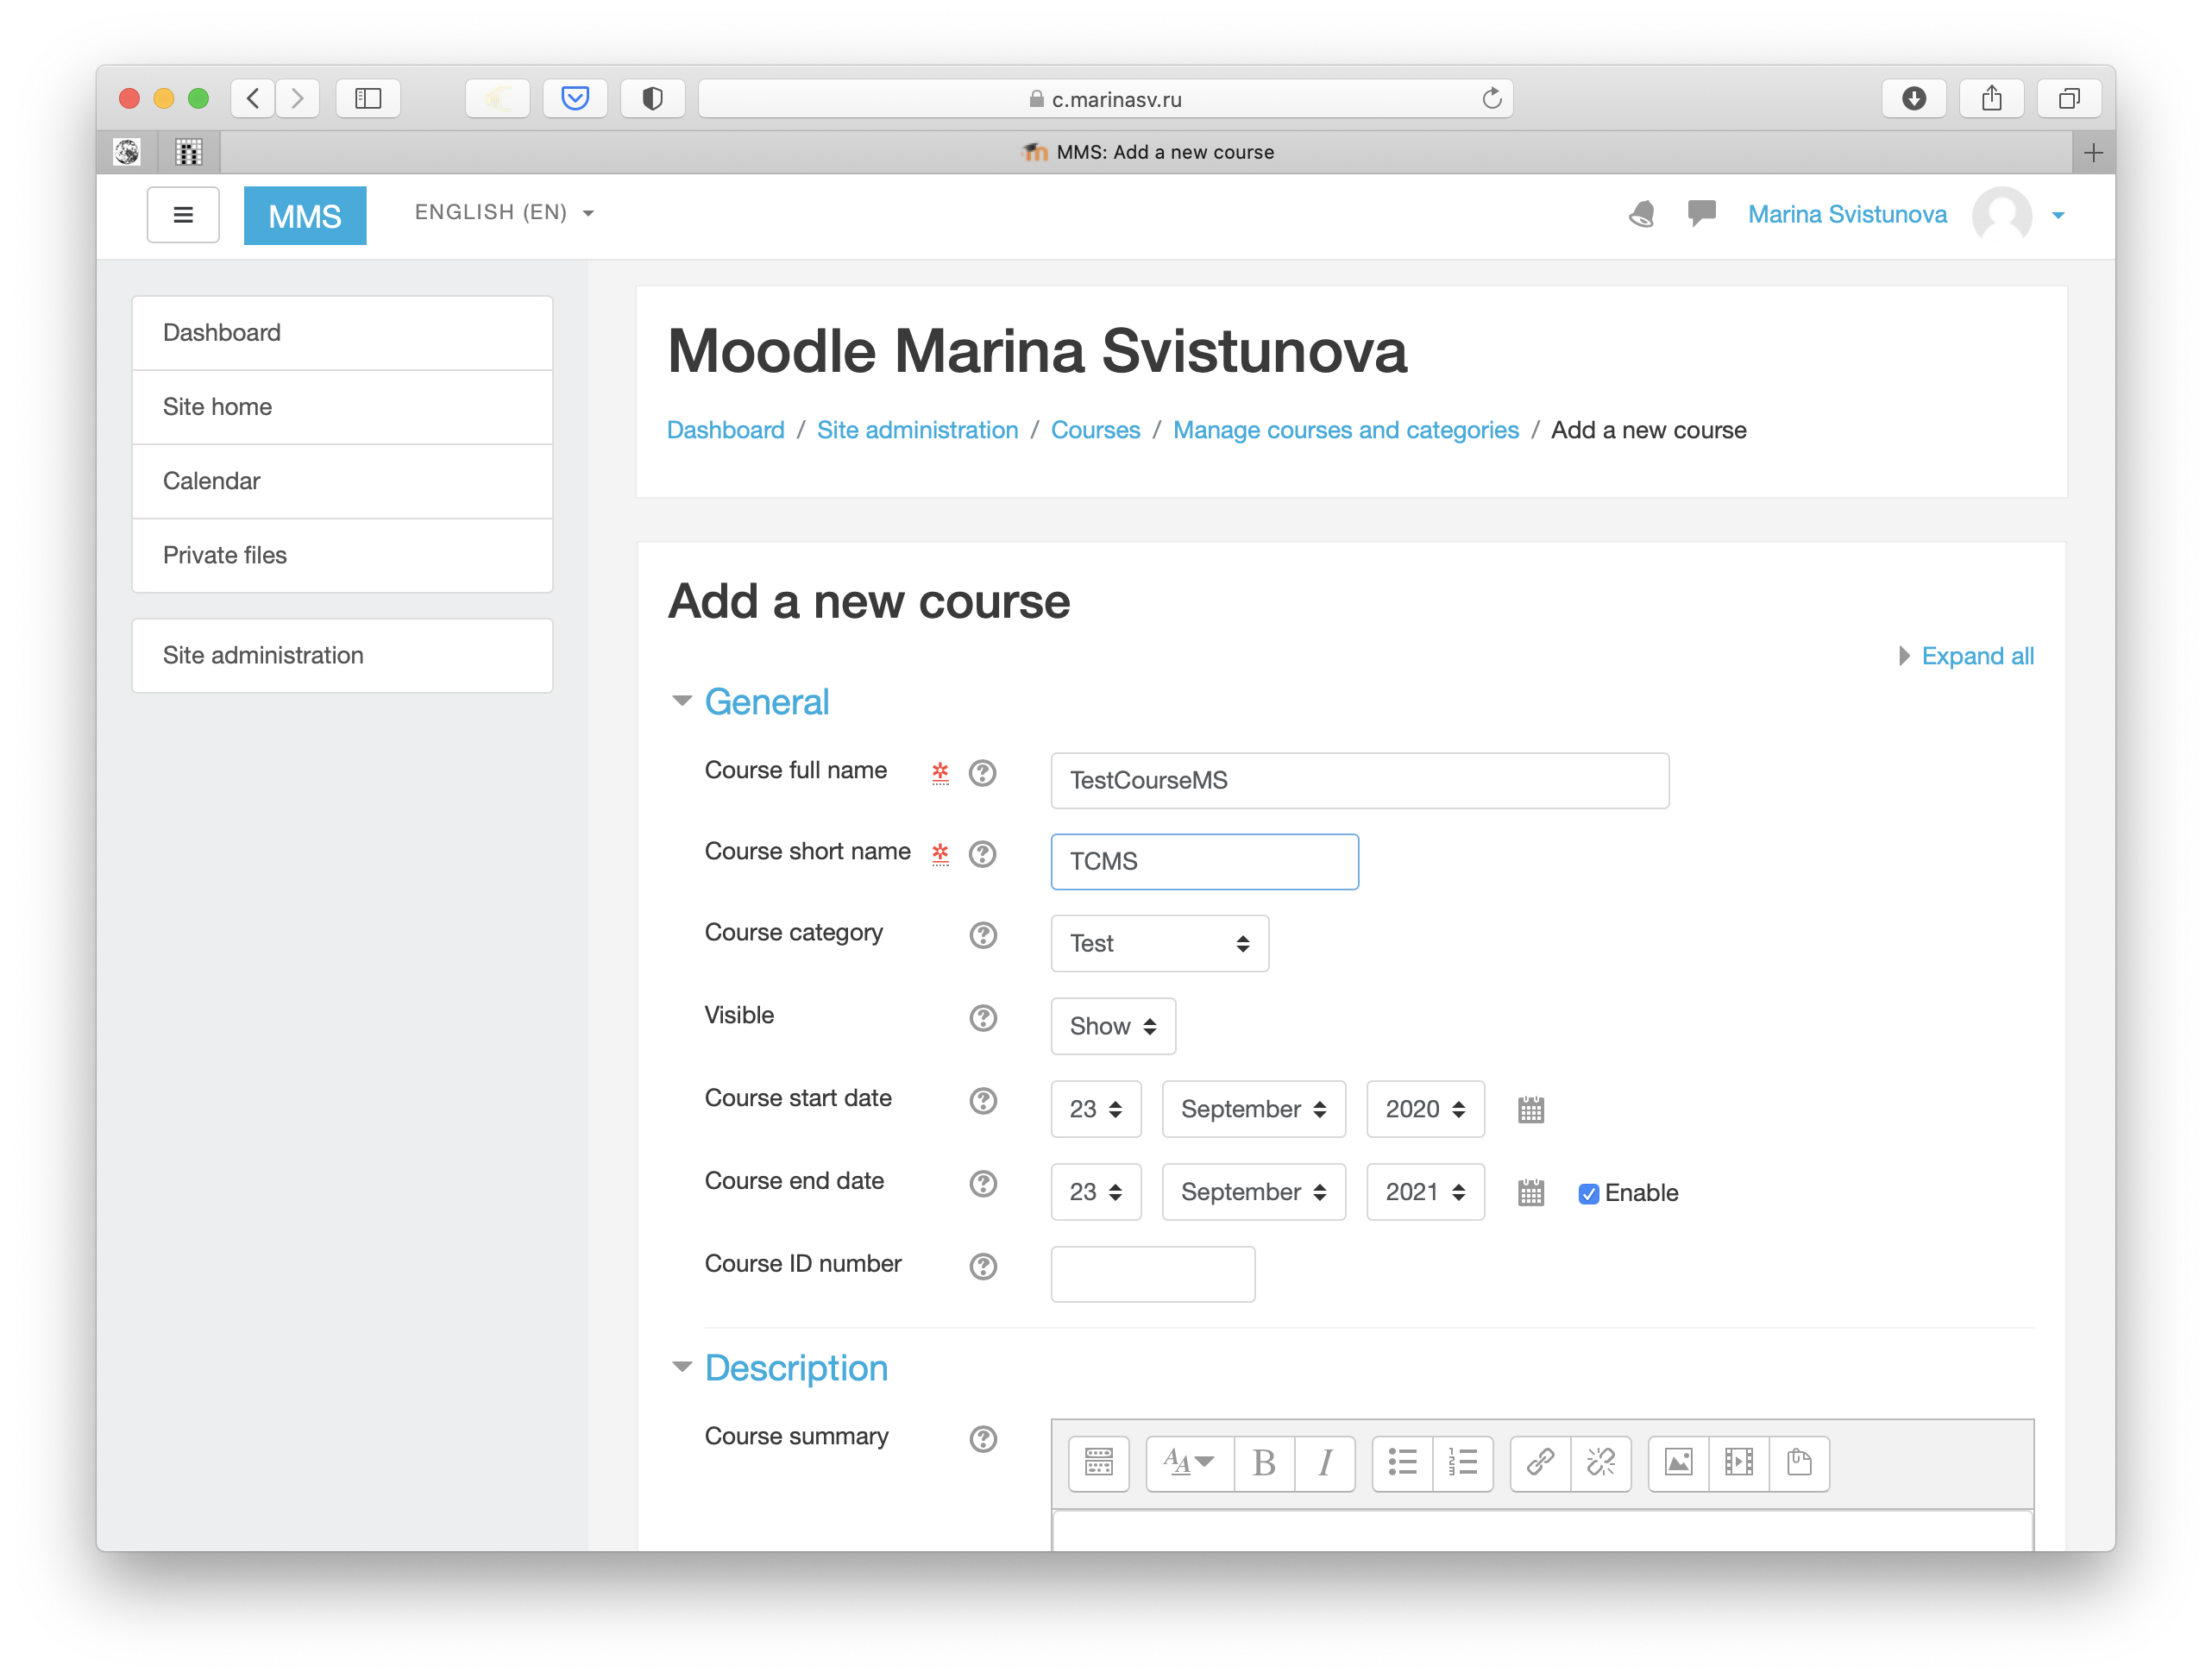 c.marinasv.ru
MMS: Add a new course
MMS
ENGLISH (EN)
Marina Svistunova
Dashboard
Site home
Calendar
Private files
Site administration
Moodle Marina Svistunova
Dashboard / Site administration / Courses / Manage courses and categories / Add a new course
Add a new course
Expand all
General
Course full name
TestCourseMS
Course short name
TCMS
Course category
Test
Visible
Show
Course start date
23 September 2020
Course end date
23 September 2021 Enable
Course ID number
Description
Course summary